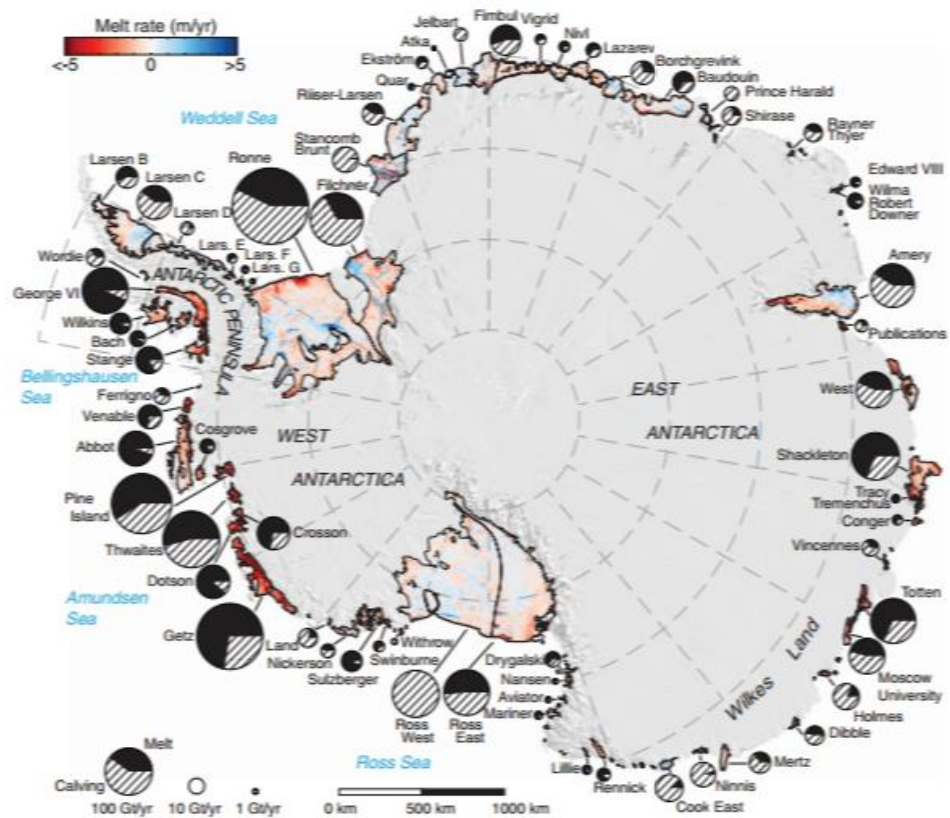 Melt rate (m/yr)
<-5 0 >5
Jelbart
Fimbul
Vigrid
Nivl
Atka
Lazarev
Ekström
Borchgrevink
Quar
Baudouin
Prince Harald
Riiser-Larsen
Shirase
Weddell Sea
Stancomb
Brunt
Rayner
Thyer
Larsen B
Larsen C
Ronne
Filchner
Edward VIII
Wilma
Robert
Downer
Larsen D
Lars. E
Lars. F
Lars. G
Wordie
Amery
ANTARCTIC PENINSULA
George VI
Wilkins
Bach
Stange
Publications
Bellingshausen
Sea
EAST
ANTARCTICA
West
Ferrigno
Venable
Cosgrove
WEST
ANTARCTICA
Abbot
Shackleton
Pine
Island
Tracy
Tremenchus
Conger
Thwaites
Crosson
Vincennes
Dotson
Totten
Amundsen
Sea
Getz
Land
Nickerson
Sulzberger
Swinburne
Withrow
Drygalski
Nansen
Aviator
Mariner
Wilkes Land
Moscow
University
Holmes
Ross
West
Ross
East
Dibble
Ross Sea
Lillie
Rennick
Cook East
Ninnis
Mertz
Melt
Calving
100 Gt/yr 10 Gt/yr 1 Gt/yr
0 km 500 km 1000 km